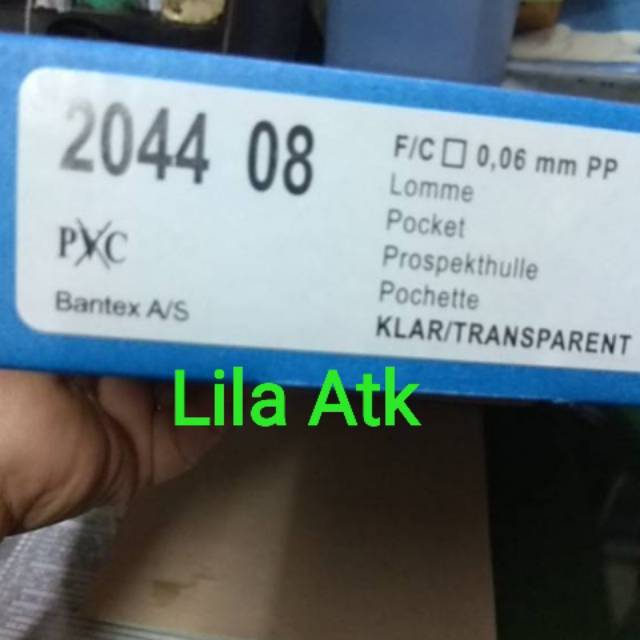 2044 08
PVC
Bantex A/S
F/C □ 0,06 mm PP
Lomme
Pocket
Prospekthulle
Pochette
KLAR/TRANSPARENT
Lila Atk